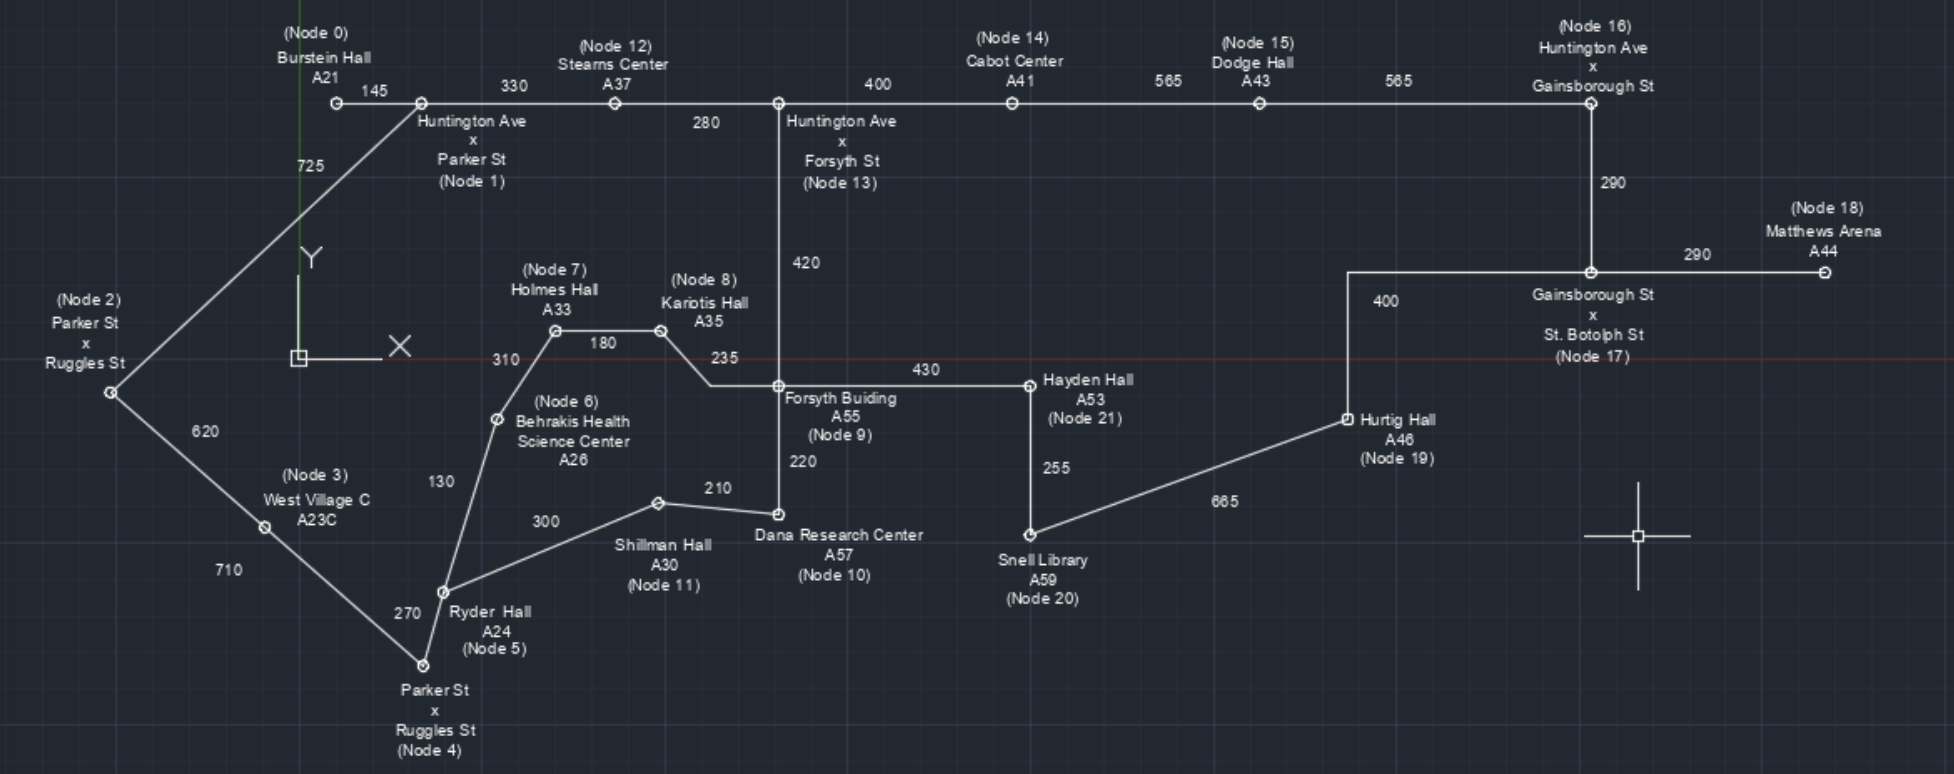 (Node 0)
Burstein Hall
A21
145
330
(Node 12)
Stearns Center
A37
280
400
(Node 14)
Cabot Center
A41
565
(Node 15)
Dodge Hall
A43
565
(Node 16)
Huntington Ave
x
Gainsborough St
Huntington Ave
x
Parker St
(Node 1)
Huntington Ave
x
Forsyth St
(Node 13)
725
290
(Node 18)
Matthews Arena
A44
290
Y
X
420
(Node 2)
Parker St
x
Ruggles St
(Node 7)
Holmes Hall
A33
(Node 8)
Kariotis Hall
A35
310
180
235
430
400
Gainsborough St
x
St. Botolph St
(Node 17)
Forsyth Buiding
A55
(Node 9)
Hayden Hall
A53
(Node 21)
Hurtig Hall
A46
(Node 19)
620
(Node 6)
Behrakis Health
Science Center
A26
130
220
210
255
665
(Node 3)
West Village C
A23C
300
Shillman Hall
A30
(Node 11)
Dana Research Center
A57
(Node 10)
Snell Library
A59
(Node 20)
710
270
Ryder Hall
A24
(Node 5)
Parker St
x
Ruggles St
(Node 4)